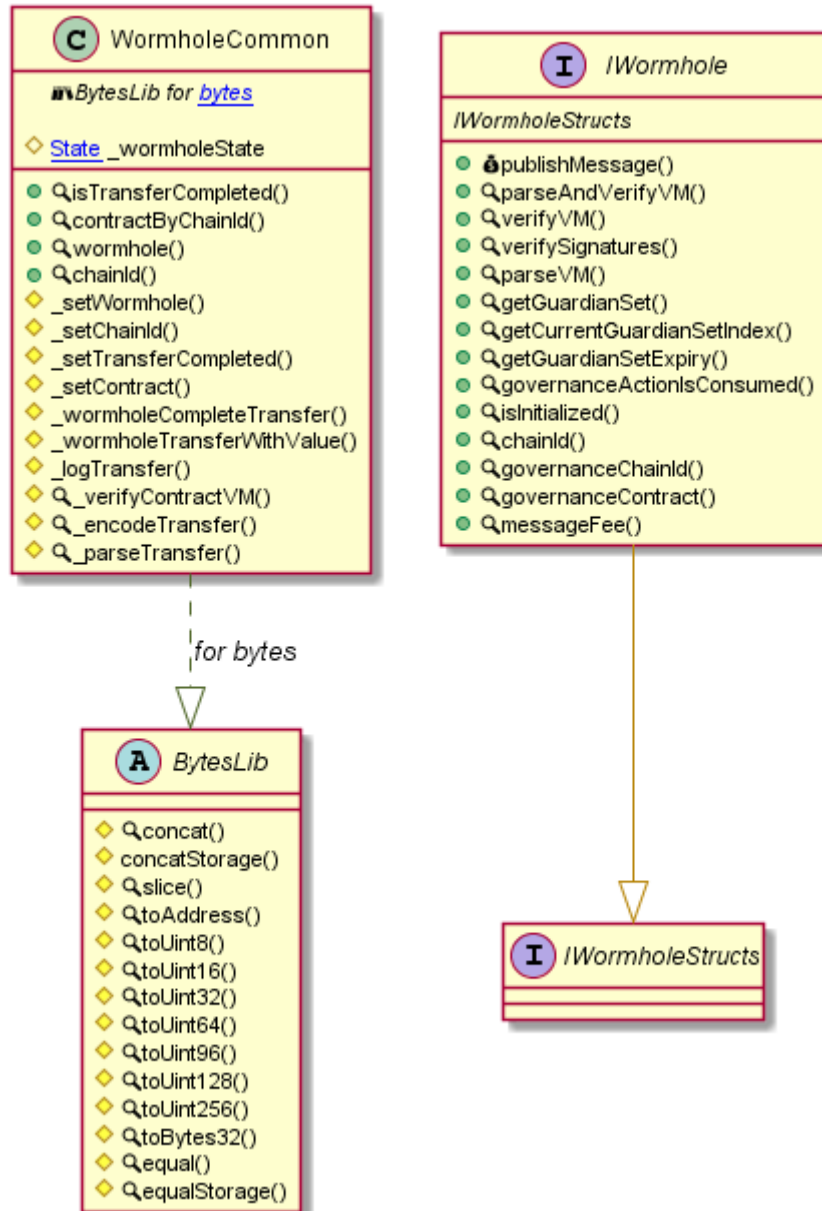 C WormholeCommon
BytesLib for bytes
State _wormholeState
isTransferCompleted()
contractByChainId()
wormhole()
chainId()
_setWormhole()
_setChainId()
_setTransferCompleted()
_setContract()
_wormholeCompleteTransfer()
_wormholeTransferWithValue()
_logTransfer()
_verifyContractVM()
_encodeTransfer()
_parseTransfer()
for bytes
A BytesLib
concat()
concatStorage()
slice()
toAddress()
toUint8()
toUint16()
toUint32()
toUint64()
toUint96()
toUint128()
toUint256()
toBytes32()
equal()
equalStorage()
I IWormhole
IWormholeStructs
publishMessage()
parseAndVerifyVM()
verifyVM()
verifySignatures()
parseVM()
getGuardianSet()
getCurrentGuardianSetIndex()
getGuardianSetExpiry()
governanceActionIsConsumed()
isInitialized()
chainId()
governanceChainId()
governanceContract()
messageFee()
I IWormholeStructs